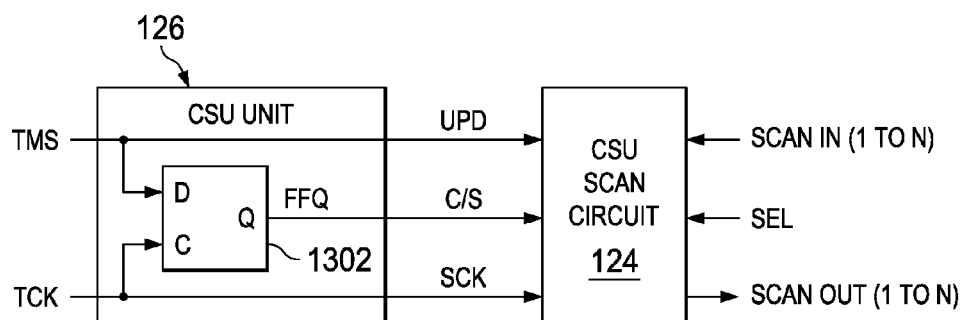 126
CSU UNIT
TMS
UPD
CSU
SCAN
CIRCUIT
124
SCAN IN (1 TO N)
D
Q
C
FFQ
C/S
SEL
1302
TCK
SCK
SCAN OUT (1 TO N)